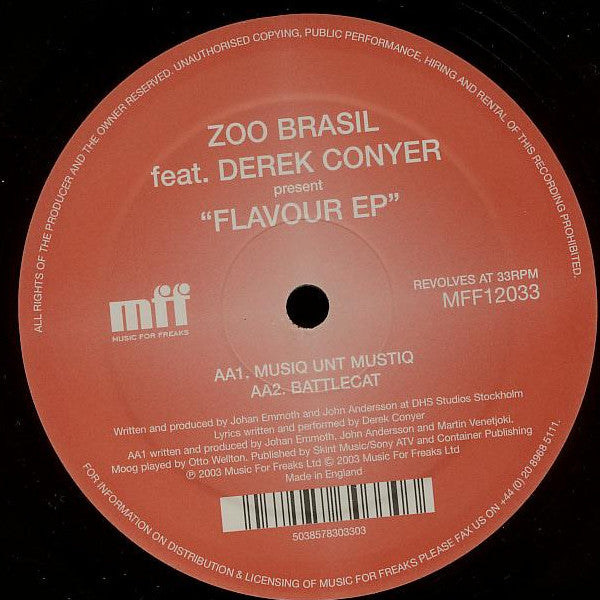 ALL RIGHTS OF THE PRODUCER AND THE OWNER RESERVED. UNAUTHORISED COPYING, PUBLIC PERFORMANCE, HIRING AND RENTAL OF THIS RECORDING PROHIBITED.
ZOO BRASIL
feat. DEREK CONYER
present
“FLAVOUR EP”
mff
MUSIC FOR FREAKS
REVOLVES AT 33RPM
MFF12033
AA1. MUSIQ UNT MUSTIQ
AA2. BATTLECAT
Written and produced by Johan Emmoth and John Andersson at DHS Studios Stockholm
Lyrics written and performed by Derek Conyer
AA1 written and produced by Johan Emmoth, John Andersson and Martin Venetjoki.
Moog played by Otto Wellton. Published by Skint Music/Sony ATV and Container Publishing
℗ 2003 Music For Freaks Ltd © 2003 Music For Freaks Ltd
Made in England
5038578303303
FOR INFORMATION ON DISTRIBUTION & LICENSING OF MUSIC FOR FREAKS PLEASE FAX US ON +44 (0) 20 8968 5111.